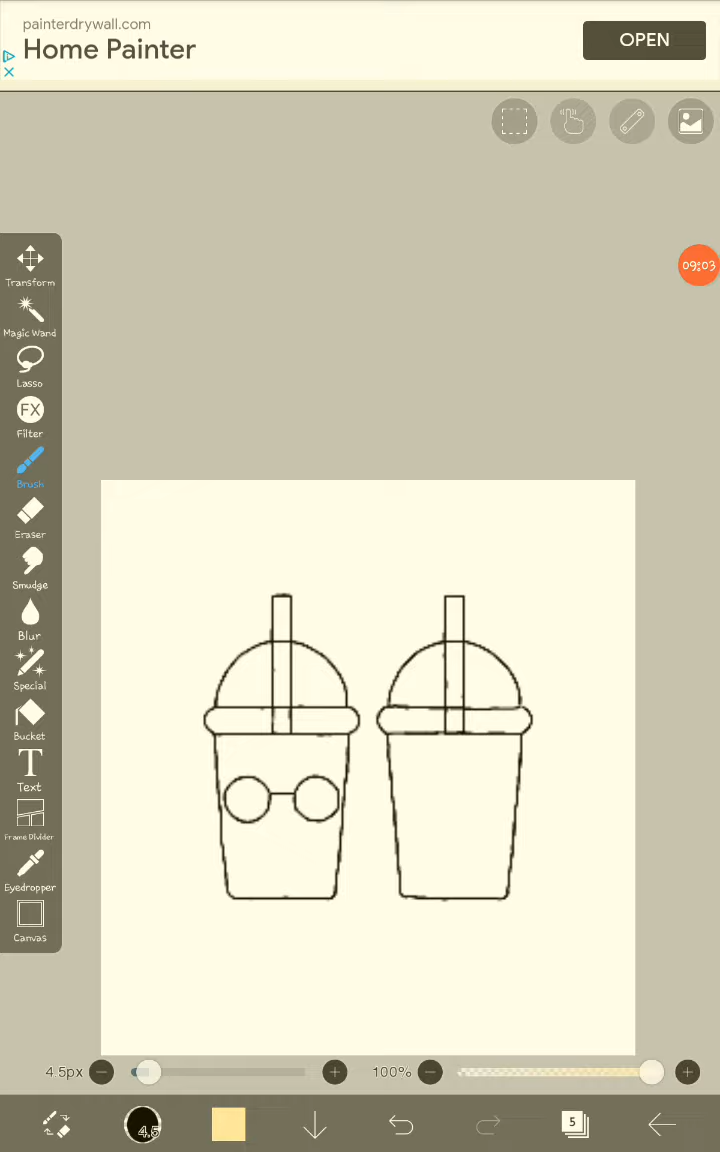 painterdrywall.com
Home Painter
OPEN
09:03
Transform
Magic Wand
Lasso
FX
Filter
Brush
Eraser
Smudge
Blur
Special
Bucket
T
Text
Frame Divider
Eyedropper
Canvas
4.5px
100%
4.5
5